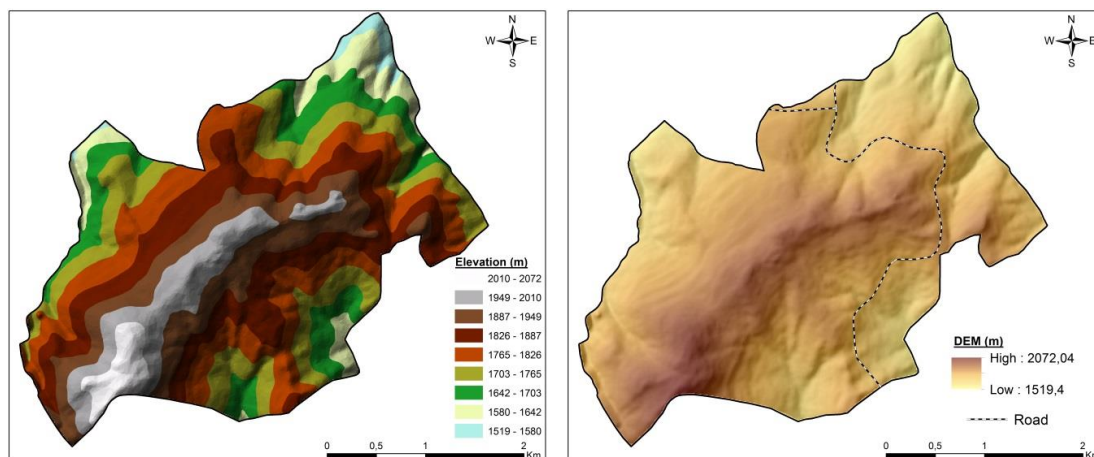 N
W E
S
Elevation (m)
2010 - 2072
1949 - 2010
1887 - 1949
1826 - 1887
1765 - 1826
1703 - 1765
1642 - 1703
1580 - 1642
1519 - 1580
0 0,5 1 2
Km
N
W E
S
DEM (m)
High : 2072,04
Low : 1519,4
Road
0 0,5 1 2
Km